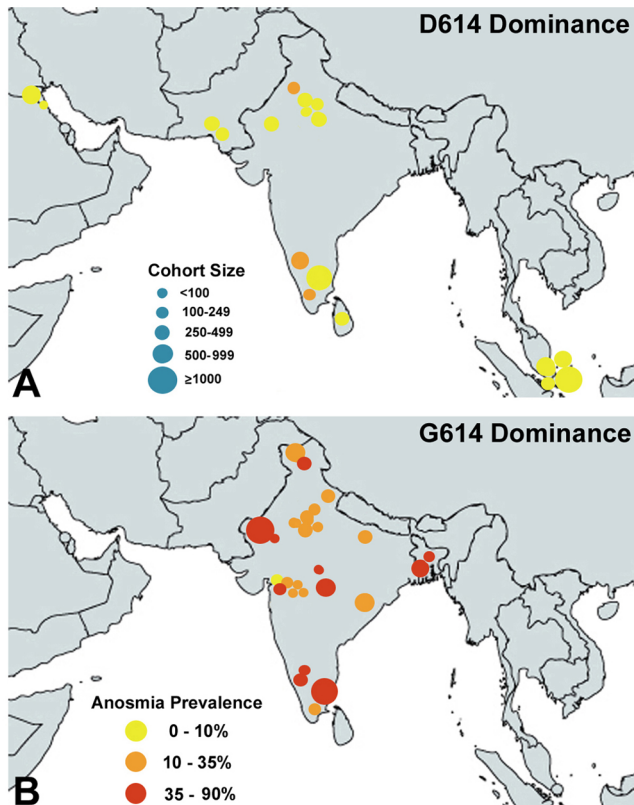 D614 Dominance
Cohort Size
<100
100-249
250-499
500-999
≥1000
A
G614 Dominance
Anosmia Prevalence
0 - 10%
10 - 35%
35 - 90%
B